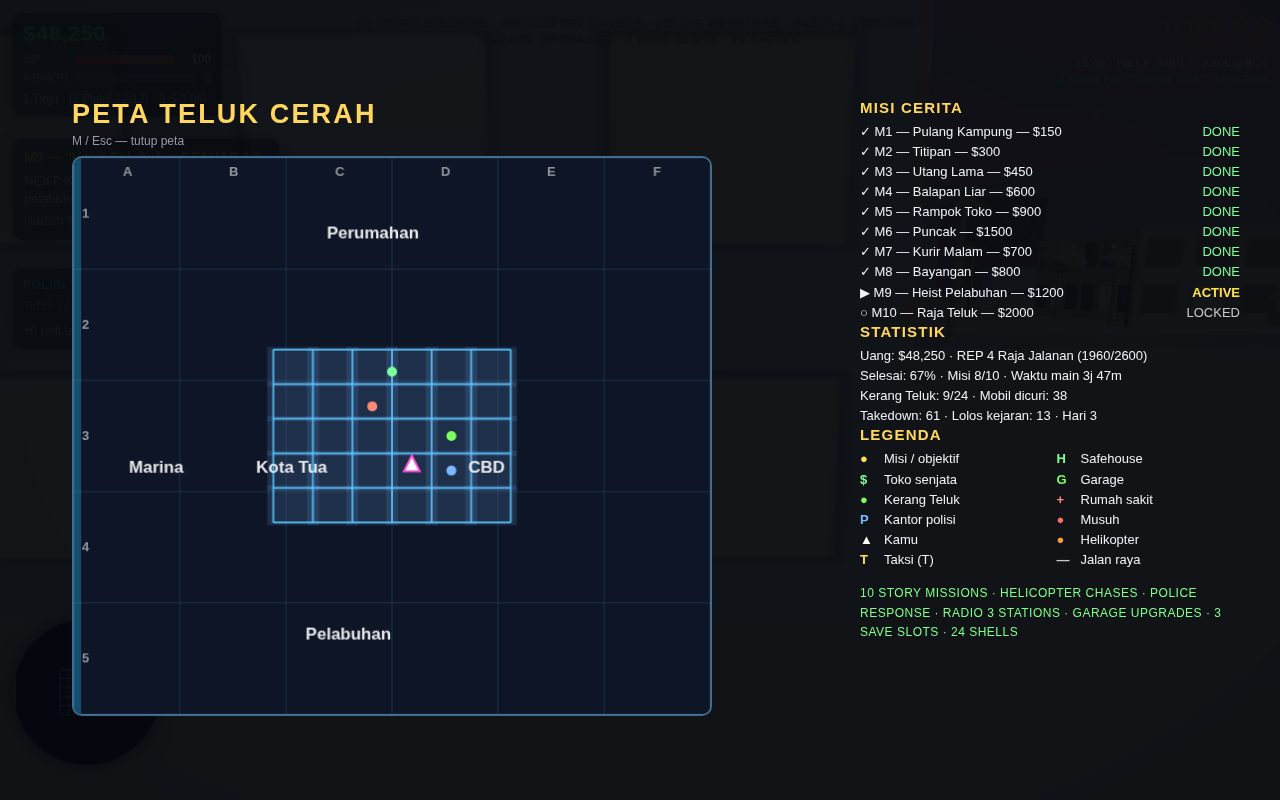 $48,250
HP 100
ARMOR 0
PETA TELUK CERAH
M / Esc — tutup peta
A B C D E F
1
Perumahan
2
3
Marina Kota Tua CBD
4
Pelabuhan
5
MISI CERITA
✓ M1 — Pulang Kampung — $150 DONE
✓ M2 — Titipan — $300 DONE
✓ M3 — Utang Lama — $450 DONE
✓ M4 — Balapan Liar — $600 DONE
✓ M5 — Rampok Toko — $900 DONE
✓ M6 — Puncak — $1500 DONE
✓ M7 — Kurir Malam — $700 DONE
✓ M8 — Bayangan — $800 DONE
▶ M9 — Heist Pelabuhan — $1200 ACTIVE
○ M10 — Raja Teluk — $2000 LOCKED
STATISTIK
Uang: $48,250 · REP 4 Raja Jalanan (1960/2600)
Selesai: 67% · Misi 8/10 · Waktu main 3j 47m
Kerang Teluk: 9/24 · Mobil dicuri: 38
Takedown: 61 · Lolos kejaran: 13 · Hari 3
LEGENDA
● Misi / objektif H Safehouse
$ Toko senjata G Garage
● Kerang Teluk + Rumah sakit
P Kantor polisi ● Musuh
▲ Kamu ● Helikopter
T Taksi (T) — Jalan raya
10 STORY MISSIONS · HELICOPTER CHASES · POLICE
RESPONSE · RADIO 3 STATIONS · GARAGE UPGRADES · 3
SAVE SLOTS · 24 SHELLS